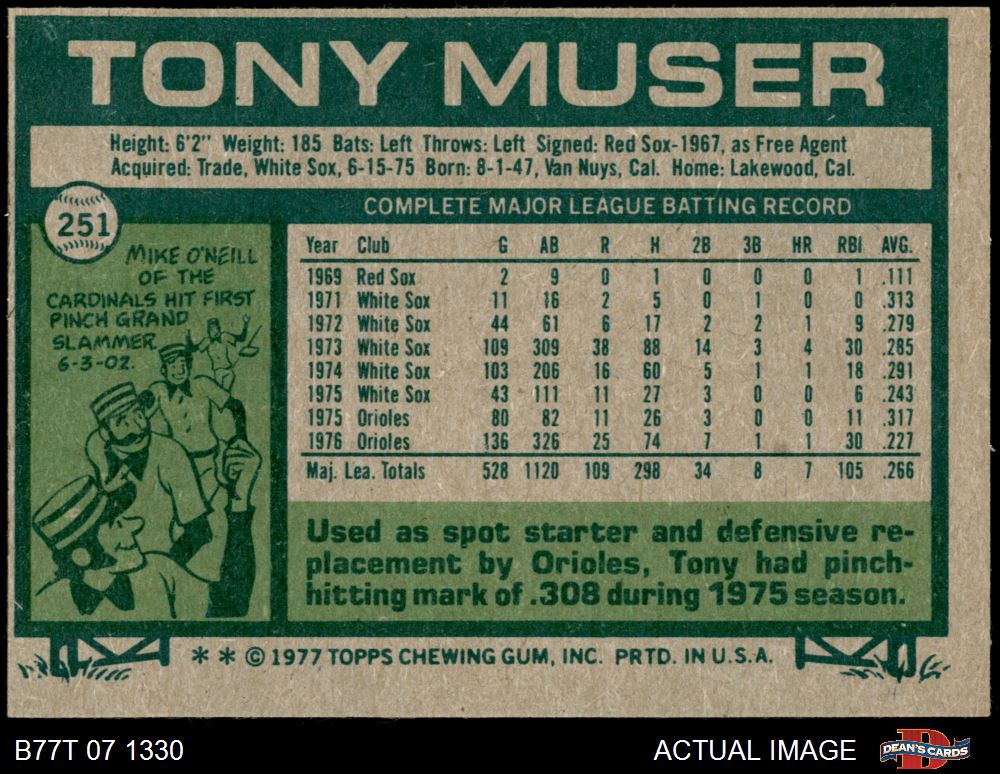 TONY MUSER
Height: 6'2" Weight: 185 Bats: Left Throws: Left Signed: Red Sox-1967, as Free Agent
Acquired: Trade, White Sox, 6-15-75 Born: 8-1-47, Van Nuys, Cal. Home: Lakewood, Cal.
251
MIKE O'NEILL
OF THE
CARDINALS HIT FIRST
PINCH GRAND
SLAMMER
6-3-02.
COMPLETE MAJOR LEAGUE BATTING RECORD
Year Club G AB R H 2B 3B HR RBI AVG.
1969 Red Sox 2 9 0 1 0 0 0 1 .111
1971 White Sox 11 16 2 5 0 1 0 0 .313
1972 White Sox 44 61 6 17 2 2 1 9 .279
1973 White Sox 109 309 38 88 14 3 4 30 .285
1974 White Sox 103 206 16 60 5 1 1 18 .291
1975 White Sox 43 111 11 27 3 0 0 6 .243
1975 Orioles 80 82 11 26 3 0 0 11 .317
1976 Orioles 136 326 25 74 7 1 1 30 .227
Maj. Lea. Totals 528 1120 109 298 34 8 7 105 .266
Used as spot starter and defensive re-
placement by Orioles, Tony had pinch-
hitting mark of .308 during 1975 season.
* * © 1977 TOPPS CHEWING GUM, INC. PRTD. IN U.S.A.
B77T 07 1330
ACTUAL IMAGE
DEAN'S CARDS